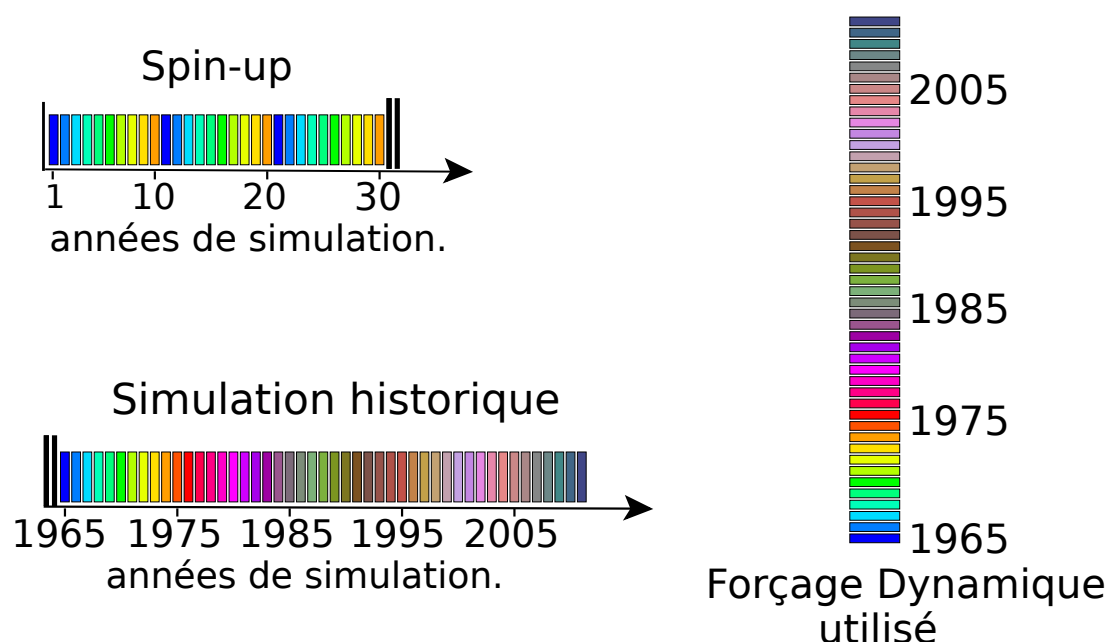 Spin-up
1 10 20 30
années de simulation.
Simulation historique
1965 1975 1985 1995 2005
années de simulation.
2005
1995
1985
1975
1965
Forçage Dynamique
utilisé